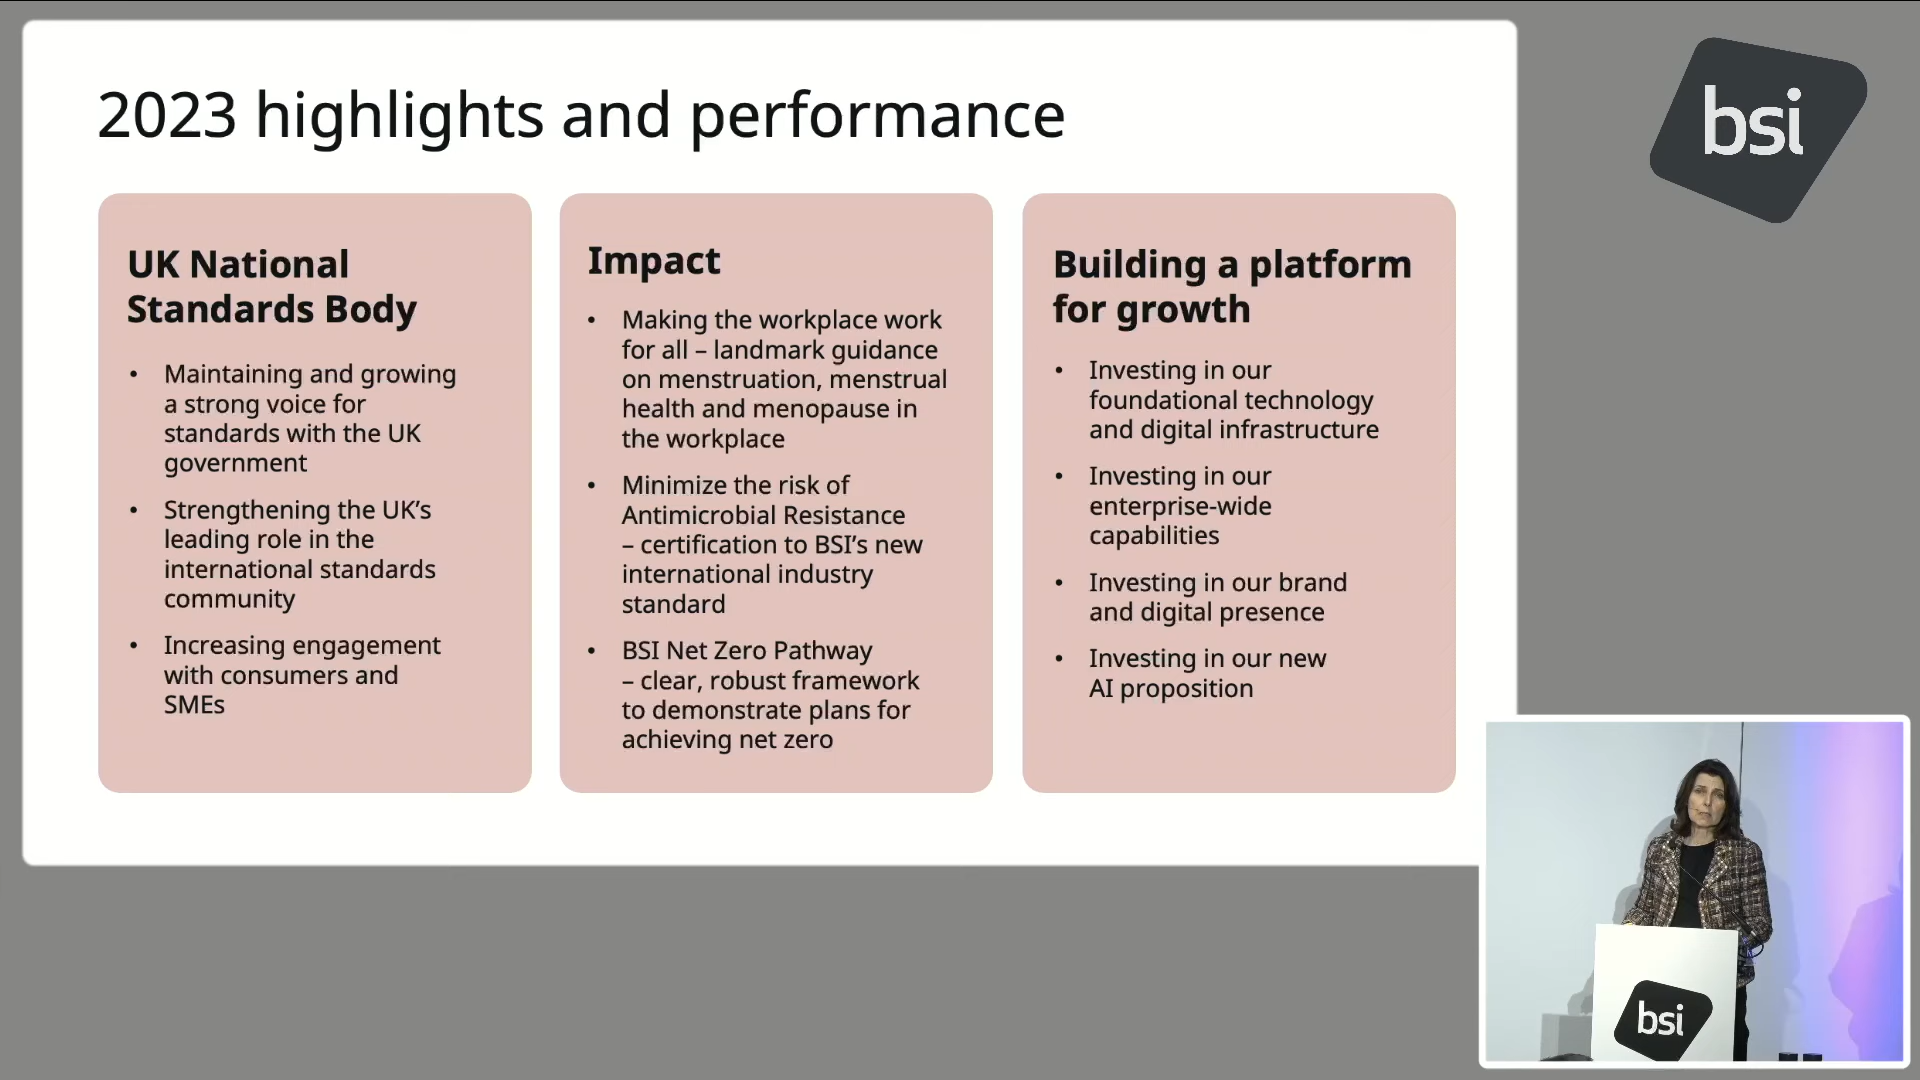 2023 highlights and performance
bsi
UK National
Standards Body
• Maintaining and growing
a strong voice for
standards with the UK
government
• Strengthening the UK’s
leading role in the
international standards
community
• Increasing engagement
with consumers and
SMEs
Impact
• Making the workplace work
for all – landmark guidance
on menstruation, menstrual
health and menopause in
the workplace
• Minimize the risk of
Antimicrobial Resistance
– certification to BSI’s new
international industry
standard
• BSI Net Zero Pathway
– clear, robust framework
to demonstrate plans for
achieving net zero
Building a platform
for growth
• Investing in our
foundational technology
and digital infrastructure
• Investing in our
enterprise-wide
capabilities
• Investing in our brand
and digital presence
• Investing in our new
AI proposition
bsi